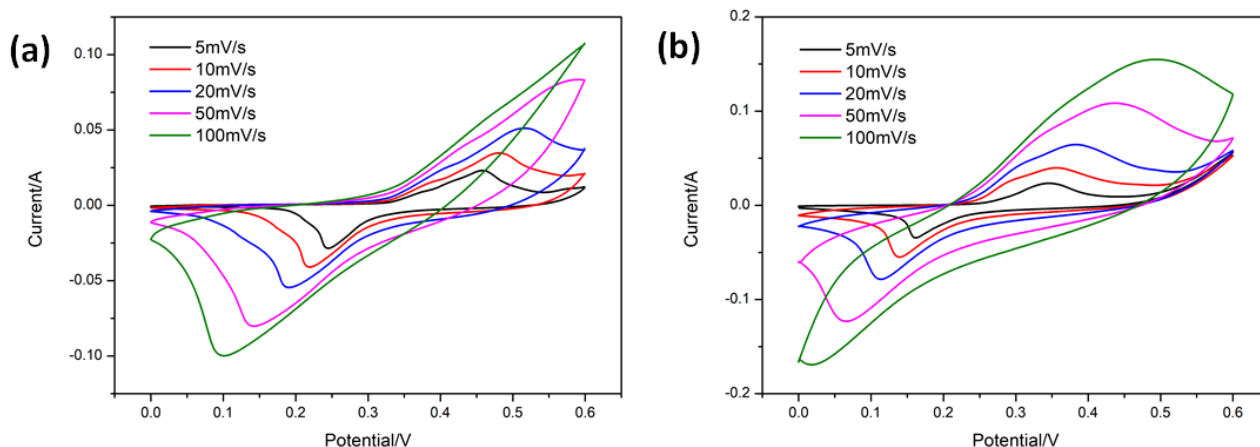 (a)
5mV/s
10mV/s
20mV/s
50mV/s
100mV/s
0.10
0.05
0.00
-0.05
-0.10
Current/A
0.0 0.1 0.2 0.3 0.4 0.5 0.6
Potential/V
(b)
5mV/s
10mV/s
20mV/s
50mV/s
100mV/s
0.2
0.1
0.0
-0.1
-0.2
Current/A
0.0 0.1 0.2 0.3 0.4 0.5 0.6
Potential/V